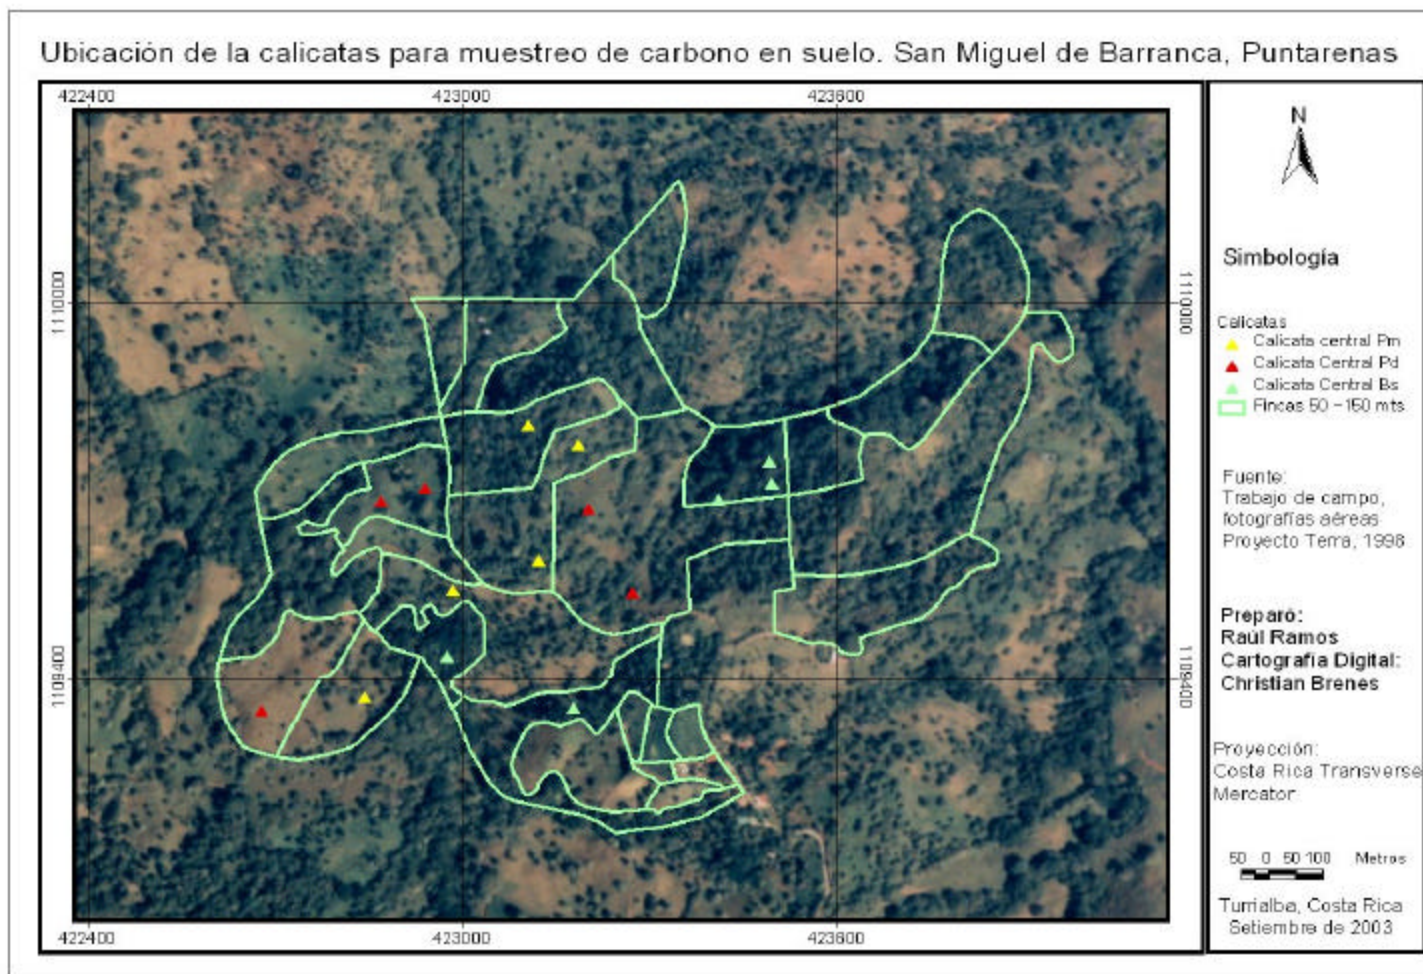 Ubicación de la calicatas para muestreo de carbono en suelo. San Miguel de Barranca, Puntarenas
422400 423000 423600
N
Simbología
1110000 1110000
Calicatas
Calicata central Pm
Calicata Central Pd
Calicata Central Bs
Fincas 50 -150 mts
Fuente:
Trabajo de campo,
fotografías aéreas
Proyecto Terra, 1998
Preparó:
Raúl Ramos
Cartografía Digital:
Christian Brenes
1109400 1109400
Proyección:
Costa Rica Transverse
Mercator
50 0 50 100 Metros
Turrialba, Costa Rica
Setiembre de 2003
422400 423000 423600